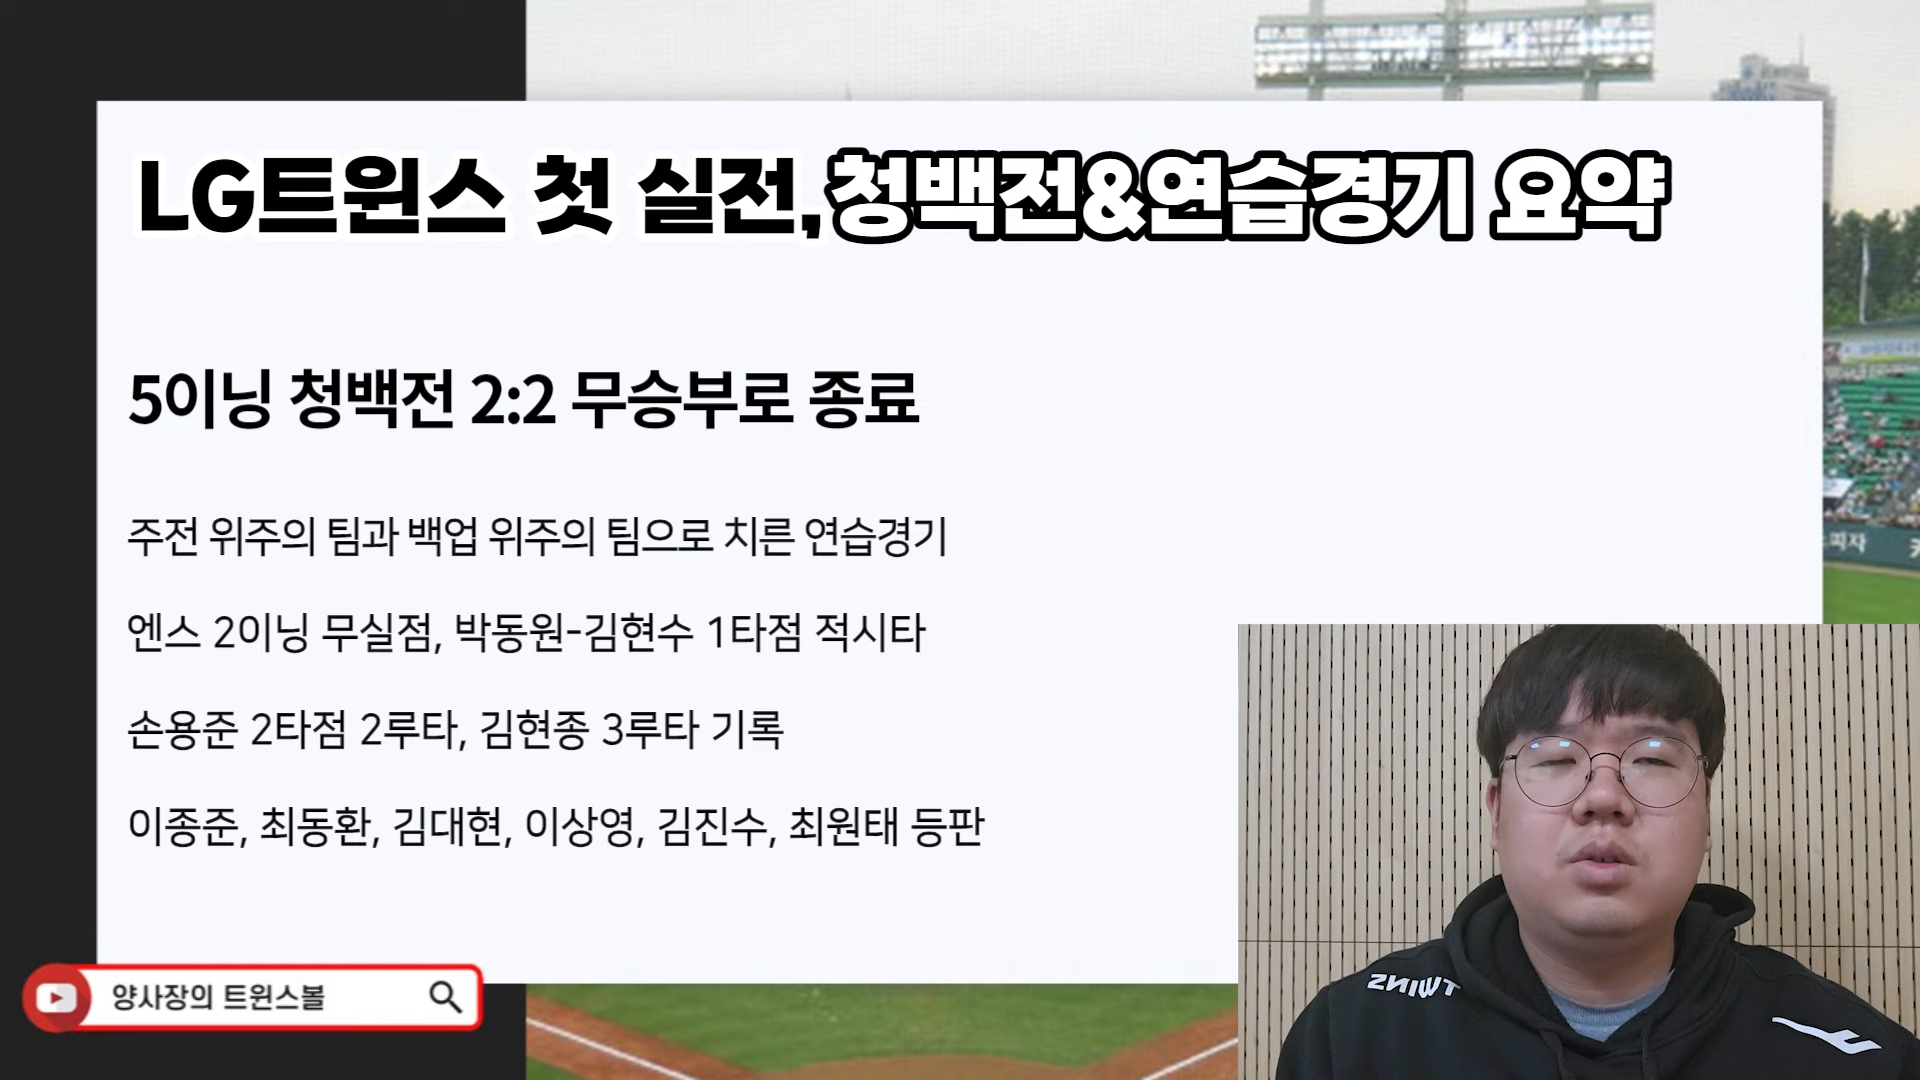 LG트윈스 첫 실전, 청백전&연습경기 요약
5이닝 청백전 2:2 무승부로 종료
주전 위주의 팀과 백업 위주의 팀으로 치른 연습경기
엔스 2이닝 무실점, 박동원-김현수 1타점 적시타
손용준 2타점 2루타, 김현종 3루타 기록
이종준, 최동환, 김대현, 이상영, 김진수, 최원태 등판
양사장의 트윈스볼
TWINS